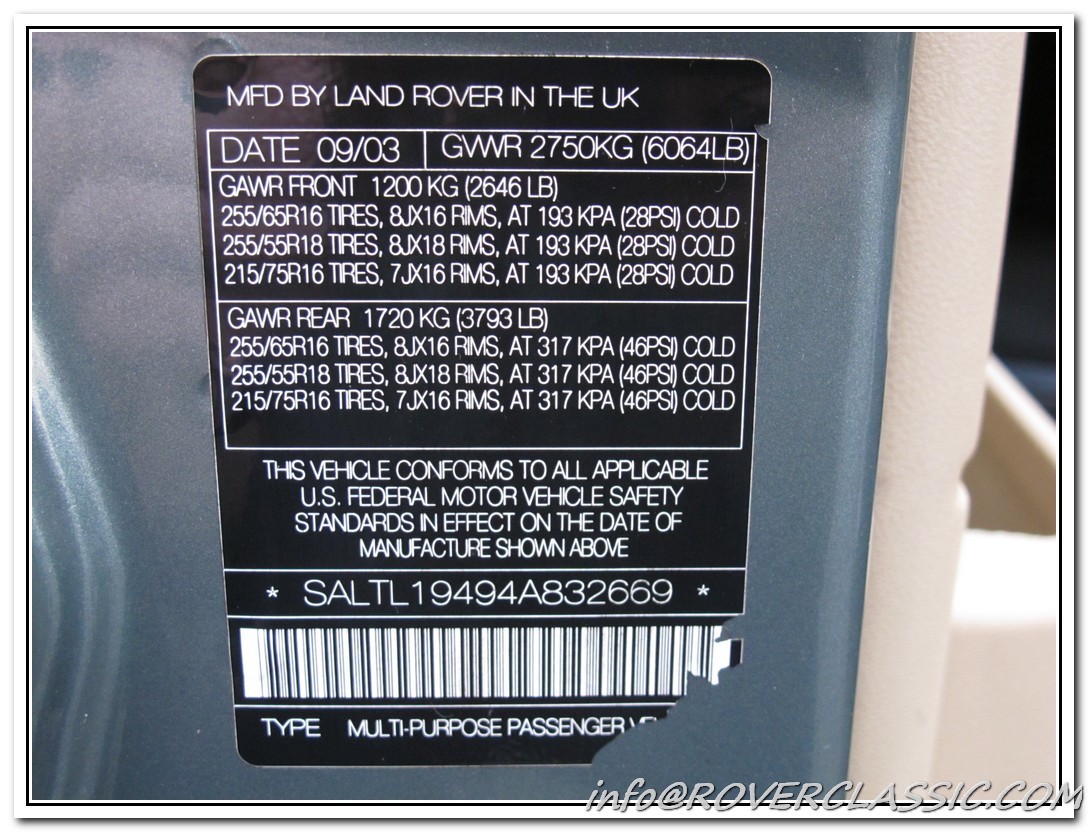 MFD BY LAND ROVER IN THE UK
DATE 09/03 GVWR 2750KG (6064LB)
GAWR FRONT 1200 KG (2646 LB)
255/65R16 TIRES, 8JX16 RIMS, AT 193 KPA (28PSI) COLD
255/55R18 TIRES, 8JX18 RIMS, AT 193 KPA (28PSI) COLD
215/75R16 TIRES, 7JX16 RIMS, AT 193 KPA (28PSI) COLD
GAWR REAR 1720 KG (3793 LB)
255/65R16 TIRES, 8JX16 RIMS, AT 317 KPA (46PSI) COLD
255/55R18 TIRES, 8JX18 RIMS, AT 317 KPA (46PSI) COLD
215/75R16 TIRES, 7JX16 RIMS, AT 317 KPA (46PSI) COLD
THIS VEHICLE CONFORMS TO ALL APPLICABLE
U.S. FEDERAL MOTOR VEHICLE SAFETY
STANDARDS IN EFFECT ON THE DATE OF
MANUFACTURE SHOWN ABOVE
* SALTL19494A832669 *
TYPE MULTI-PURPOSE PASSENGER
info@ROVERCLASSIC.COM